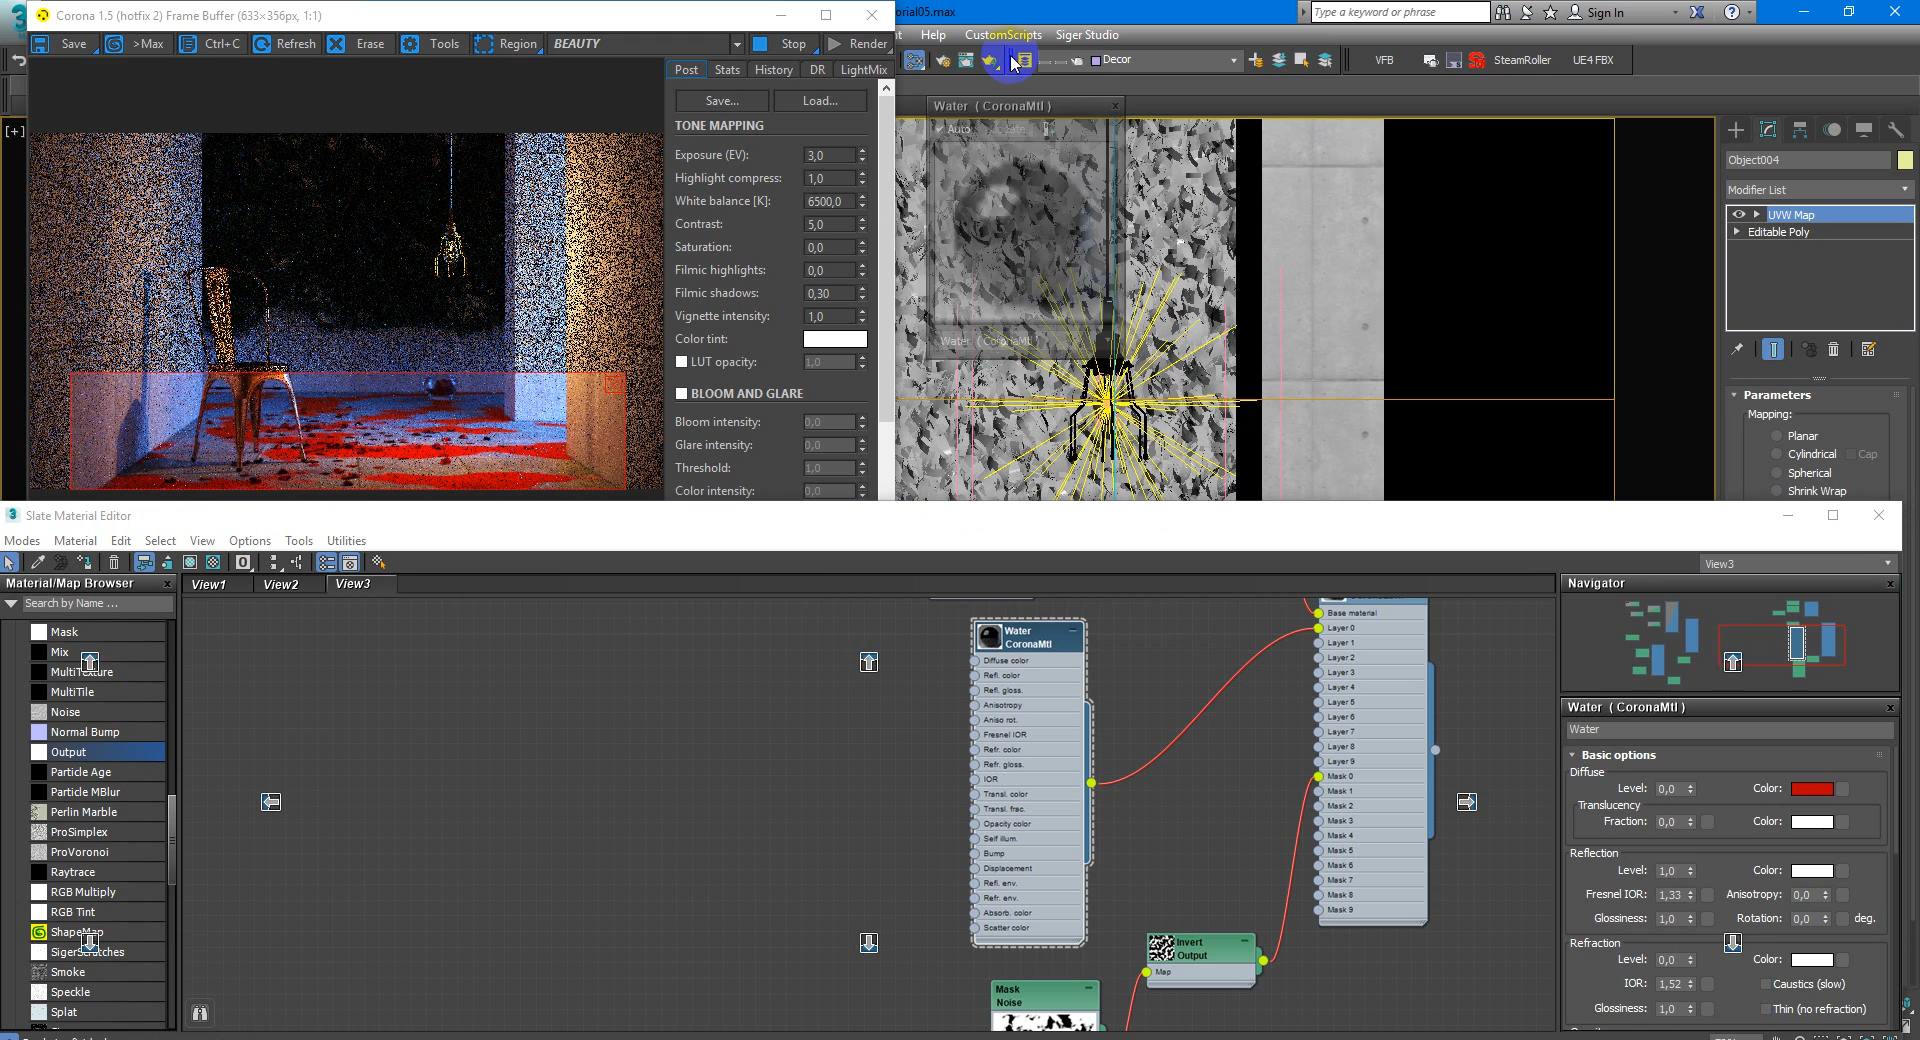 Corona 1.5 (hotfix 2) Frame Buffer (633×356px, 1:1)
Save
>Max
Ctrl+C
Refresh
Erase
Tools
Region
BEAUTY
Stop
Render
Post
Stats
History
DR
LightMix
Save...
Load...
TONE MAPPING
Exposure (EV): 3,0
Highlight compress: 1,0
White balance [K]: 6500,0
Contrast: 5,0
Saturation: 0,0
Filmic highlights: 0,0
Filmic shadows: 0,30
Vignette intensity: 1,0
Color tint:
LUT opacity: 1,0
BLOOM AND GLARE
Bloom intensity: 0,0
Glare intensity: 0,0
Threshold: 1,0
Color intensity: 0,0
[+]
orial05.max
Type a keyword or phrase
Sign In
Help
CustomScripts
Siger Studio
Decor
VFB
SteamRoller
UE4 FBX
Water ( CoronaMtl )
Auto
Water ( CoronaMtl )
Object004
Modifier List
UVW Map
Editable Poly
Parameters
Mapping:
Planar
Cylindrical
Cap
Spherical
Shrink Wrap
Slate Material Editor
Modes
Material
Edit
Select
View
Options
Tools
Utilities
View3
Material/Map Browser
Search by Name ...
Mask
Mix
MultiTexture
MultiTile
Noise
Normal Bump
Output
Particle Age
Particle MBlur
Perlin Marble
ProSimplex
ProVoronoi
Raytrace
RGB Multiply
RGB Tint
ShapeMap
SigerScratches
Smoke
Speckle
Splat
View1
View2
View3
Water
CoronaMtl
Diffuse color
Refl. color
Refl. gloss.
Anisotropy
Aniso rot.
Fresnel IOR
Refr. color
Refr. gloss.
IOR
Transl. color
Transl. frac.
Opacity color
Self illum.
Bump
Displacement
Refl. env.
Refr. env.
Absorb. color
Scatter color
Base material
Layer 0
Layer 1
Layer 2
Layer 3
Layer 4
Layer 5
Layer 6
Layer 7
Layer 8
Layer 9
Mask 0
Mask 1
Mask 2
Mask 3
Mask 4
Mask 5
Mask 6
Mask 7
Mask 8
Mask 9
Invert
Output
Map
Mask
Noise
Navigator
Water ( CoronaMtl )
Water
Basic options
Diffuse
Level: 0,0
Color:
Translucency
Fraction: 0,0
Color:
Reflection
Level: 1,0
Color:
Fresnel IOR: 1,33
Anisotropy: 0,0
Glossiness: 1,0
Rotation: 0,0 deg.
Refraction
Level: 0,0
Color:
IOR: 1,52
Caustics (slow)
Glossiness: 1,0
Thin (no refraction)